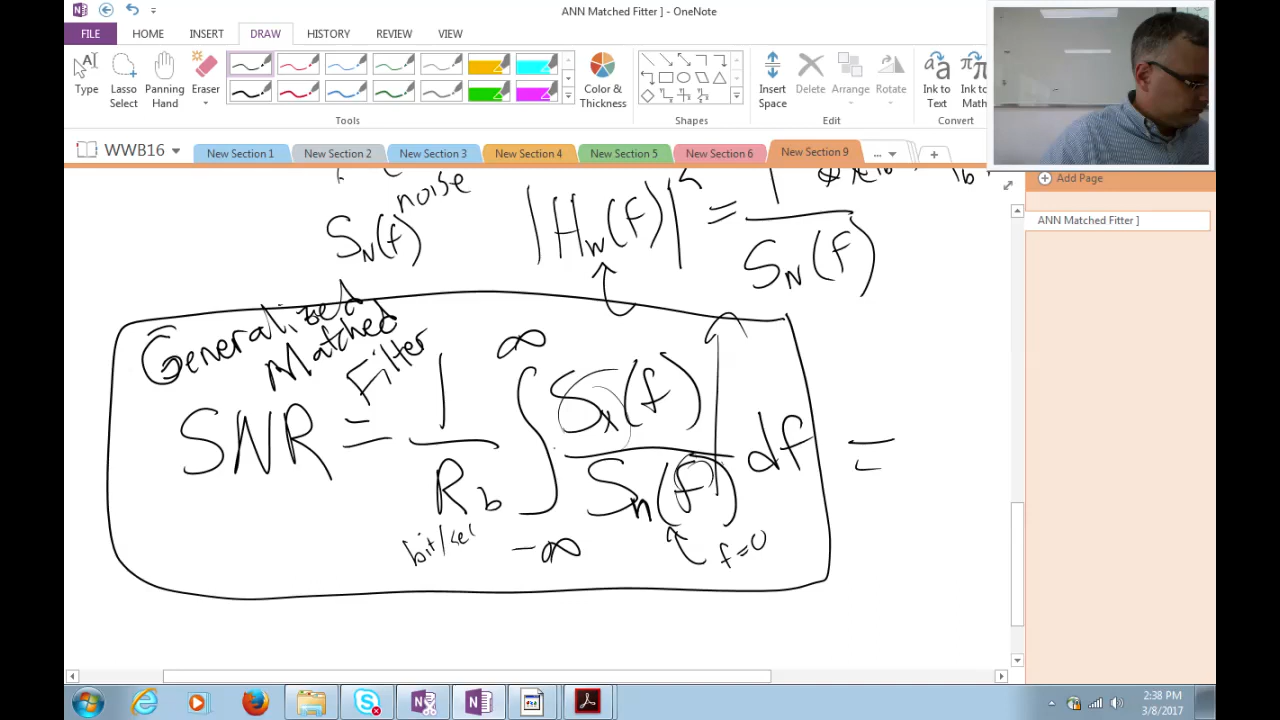 ANN Matched Fitter ] - OneNote
FILE HOME INSERT DRAW HISTORY REVIEW VIEW
Type Lasso Select Panning Hand Eraser Color & Thickness Insert Space Delete Arrange Rotate Ink to Text Ink to Math
Tools Shapes Edit Convert
WWB16 New Section 1 New Section 2 New Section 3 New Section 4 New Section 5 New Section 6 New Section 9 ...
Add Page
ANN Matched Fitter ]
noise
S_N(f) |H_w(f)|^2 = 1 / S_N(f)
Generalized
Matched
Filter
SNR = 1/R_b ∫_{-∞}^{∞} S_x(f) / S_n(f) df =
bit/sec
f=0
2:38 PM
3/8/2017